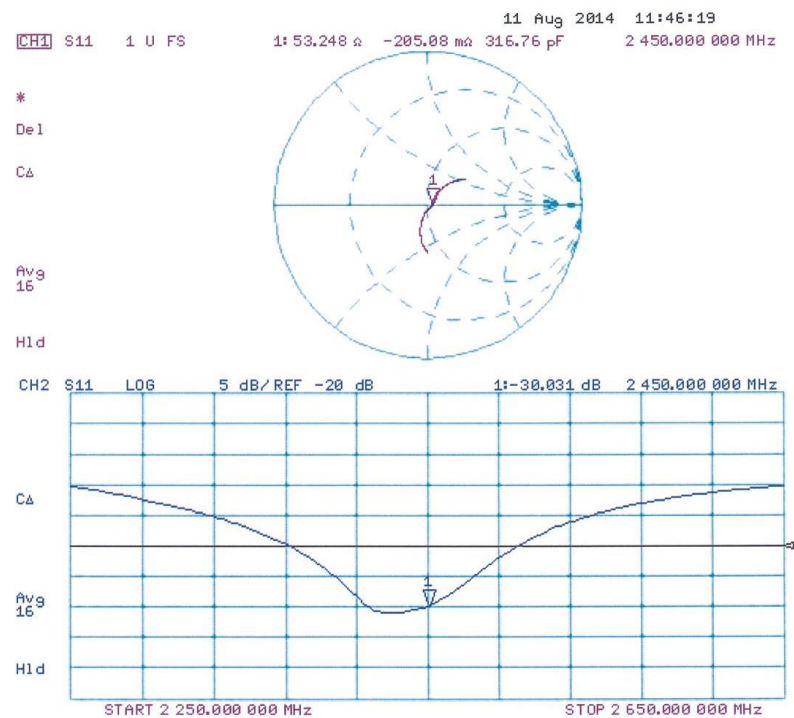 11 Aug 2014 11:46:19
CH1 S11 1 U FS 1: 53.248 Ω -205.08 mΩ 316.76 pF 2 450.000 000 MHz
*
Del
CΔ
1
Avg
16
Hld
CH2 S11 LOG 5 dB/REF -20 dB 1:-30.031 dB 2 450.000 000 MHz
CΔ
1
Avg
16
Hld
START 2 250.000 000 MHz STOP 2 650.000 000 MHz